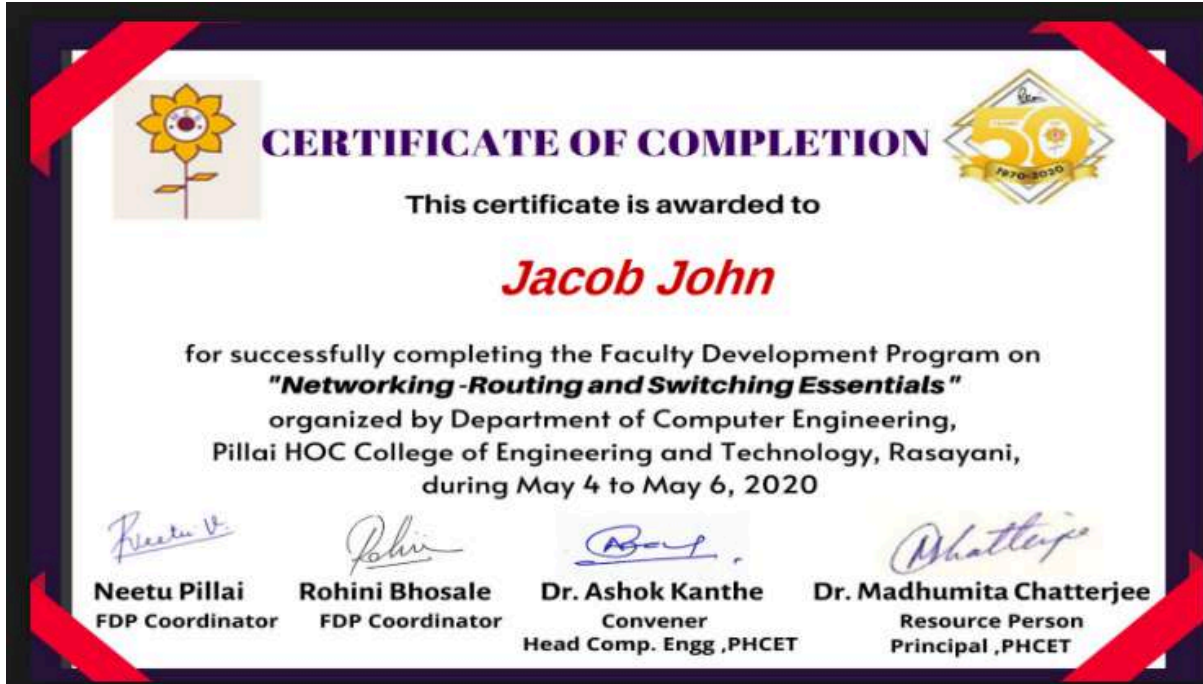 CERTIFICATE OF COMPLETION
50
1970-2020
This certificate is awarded to
Jacob John
for successfully completing the Faculty Development Program on
"Networking -Routing and Switching Essentials"
organized by Department of Computer Engineering,
Pillai HOC College of Engineering and Technology, Rasayani,
during May 4 to May 6, 2020
Neetu Pillai Rohini Bhosale Dr. Ashok Kanthe Dr. Madhumita Chatterjee
FDP Coordinator FDP Coordinator Convener Resource Person
Head Comp. Engg ,PHCET Principal ,PHCET